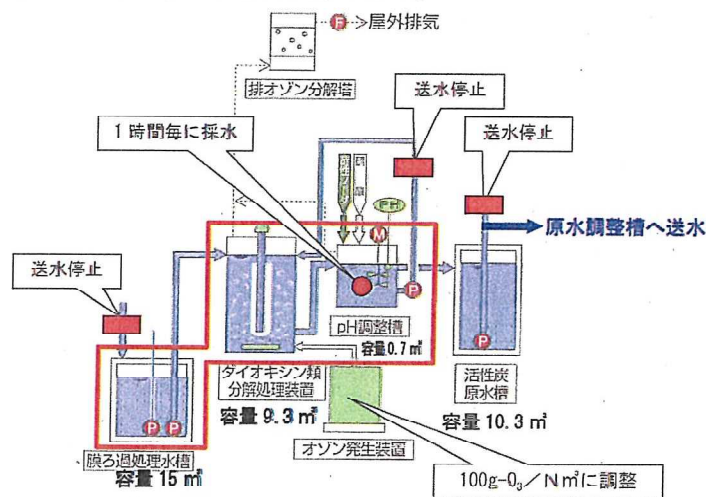 F
屋外排気
排オゾン分解塔
送水停止
1時間毎に採水
送水停止
PH
M
原水調整槽へ送水
送水停止
P
pH調整槽
容量0.7㎥
P
ダイオキシン類
分解処理装置
容量9.3㎥
活性炭
原水槽
容量10.3㎥
P
P
膜ろ過処理水槽
容量15㎥
オゾン発生装置
100g-O₃/N㎥に調整